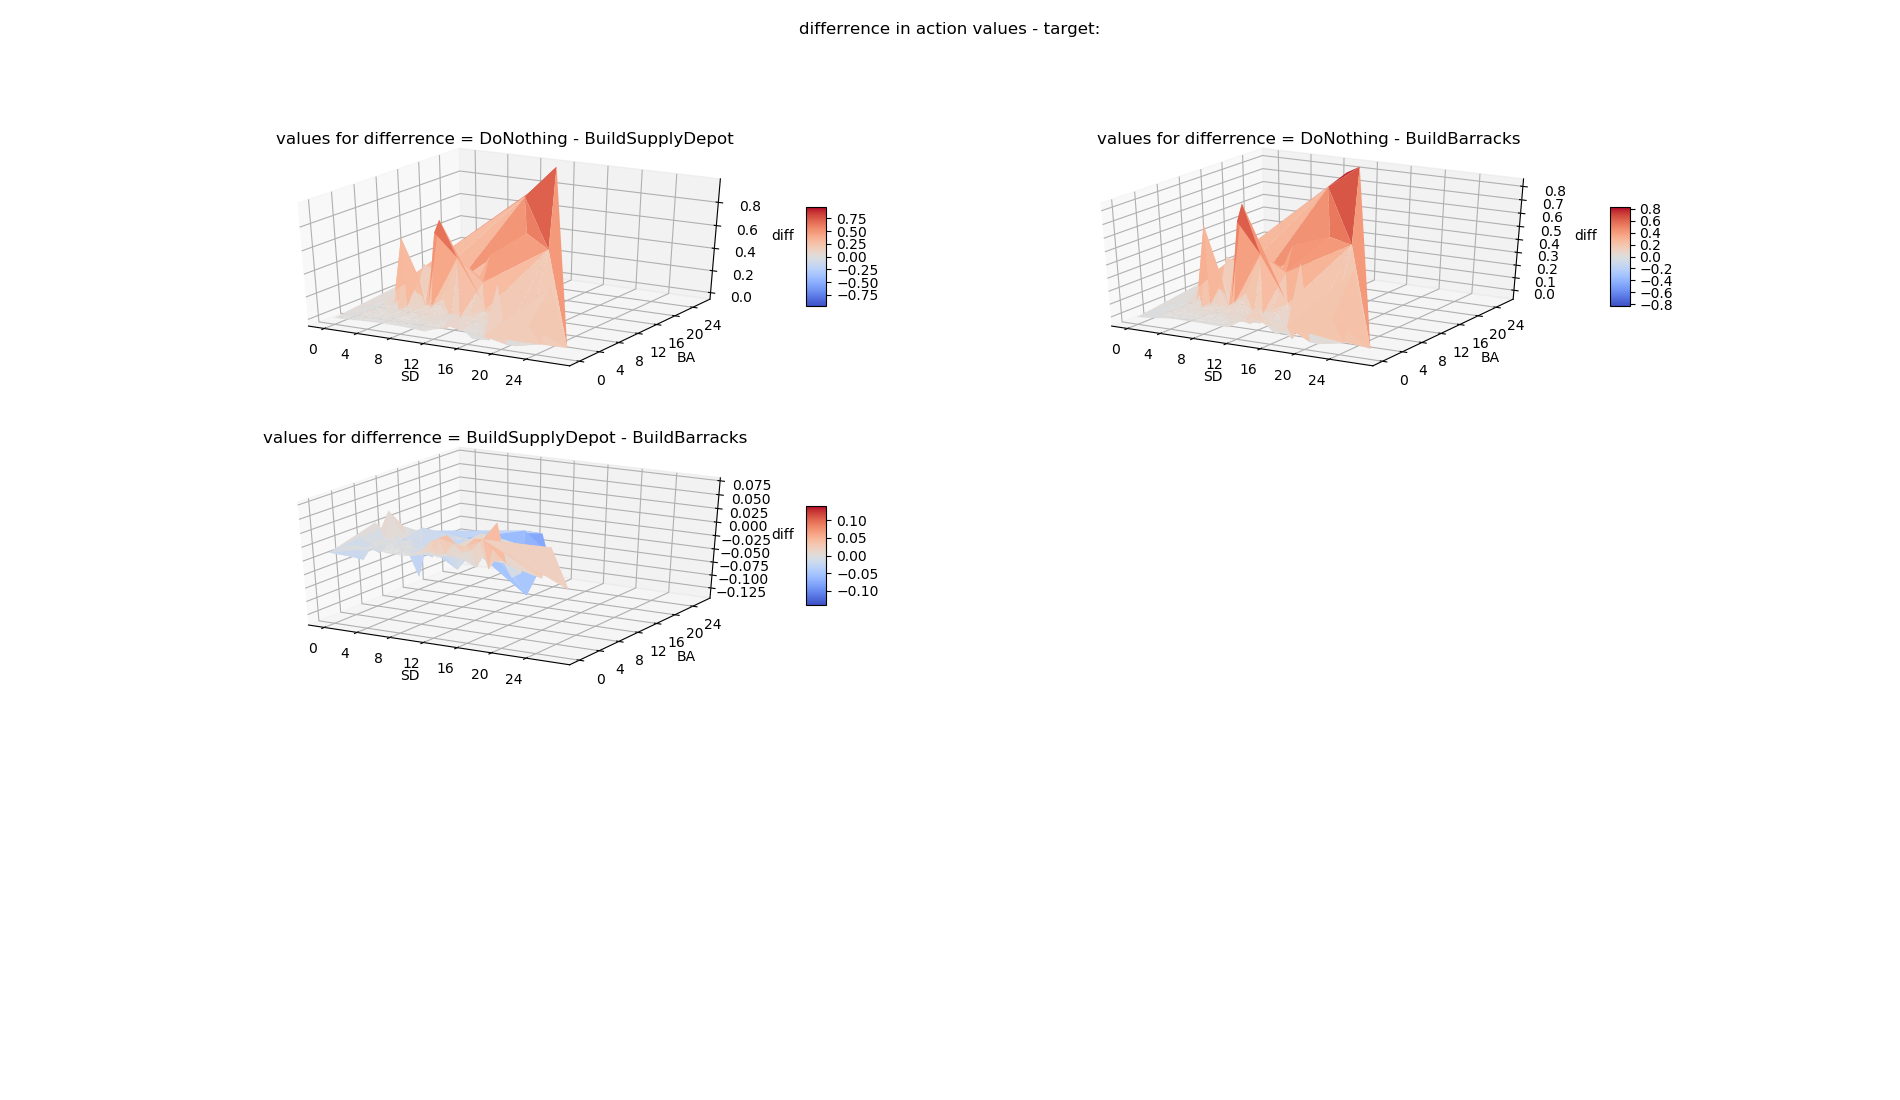 differrence in action values - target:
values for differrence = DoNothing - BuildSupplyDepot
0.8
0.6
0.4
0.2
0.0
diff
0.75
0.50
0.25
0.00
−0.25
−0.50
−0.75
0 4 8 12 16 20 24
SD
0 4 8 12 16 20 24
BA
values for differrence = DoNothing - BuildBarracks
0.8
0.7
0.6
0.5
0.4
0.3
0.2
0.1
0.0
diff
0.8
0.6
0.4
0.2
0.0
−0.2
−0.4
−0.6
−0.8
0 4 8 12 16 20 24
SD
0 4 8 12 16 20 24
BA
values for differrence = BuildSupplyDepot - BuildBarracks
0.075
0.050
0.025
0.000
−0.025
−0.050
−0.075
−0.100
−0.125
diff
0.10
0.05
0.00
−0.05
−0.10
0 4 8 12 16 20 24
SD
0 4 8 12 16 20 24
BA